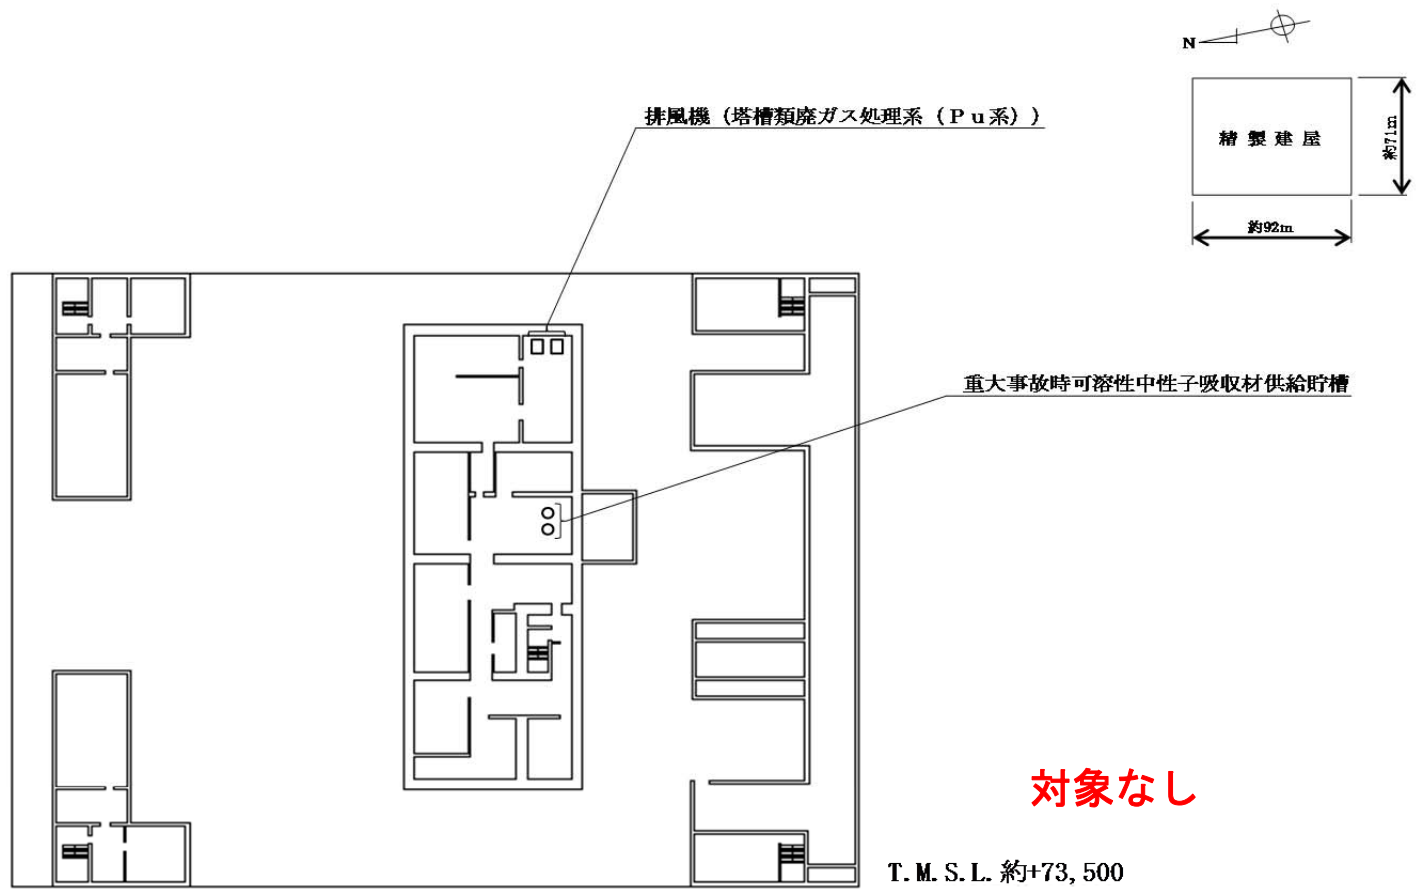 N
排風機（塔槽類廃ガス処理系（Ｐｕ系））
精製建屋
約71m
約92m
重大事故時可溶性中性子吸収材供給貯槽
対象なし
T.M.S.L.約+73,500